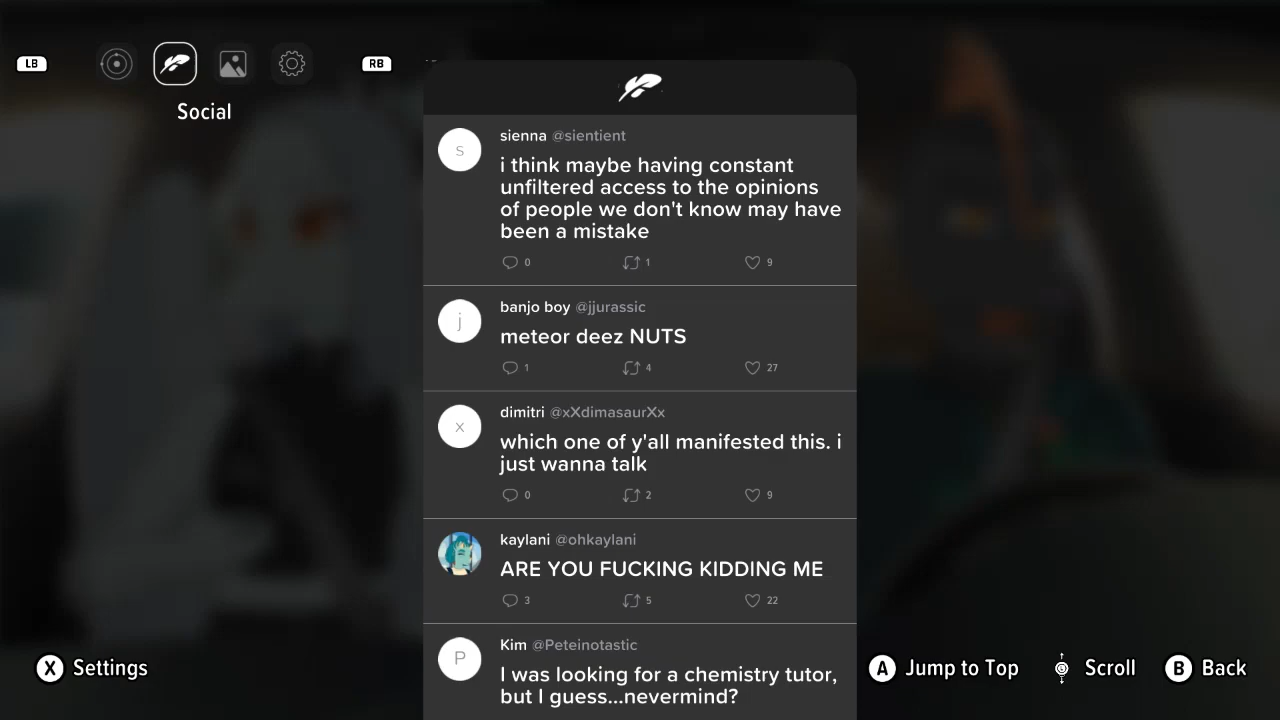 LB
RB
Social
sienna @sientient
s
i think maybe having constant
unfiltered access to the opinions
of people we don't know may have
been a mistake
0 1 9
banjo boy @jjurassic
j
meteor deez NUTS
1 4 27
dimitri @xXdimasaurXx
x
which one of y'all manifested this. i
just wanna talk
0 2 9
kaylani @ohkaylani
ARE YOU FUCKING KIDDING ME
3 5 22
Kim @Peteinotastic
P
I was looking for a chemistry tutor,
but I guess...nevermind?
X Settings
A Jump to Top
Scroll
B Back